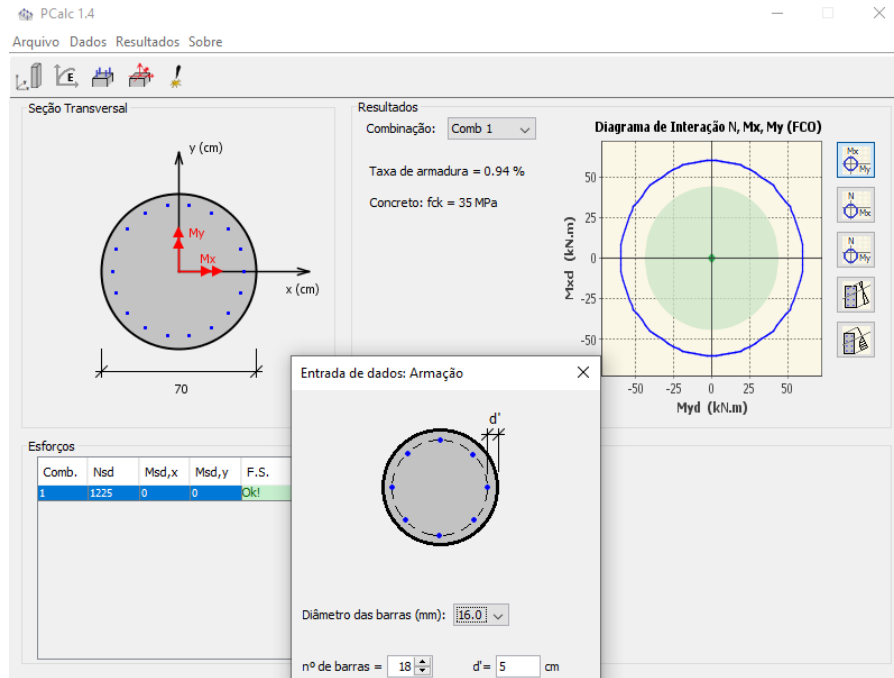 PCalc 1.4
Arquivo Dados Resultados Sobre
Seção Transversal
y (cm)
My
Mx
x (cm)
70
Resultados
Combinação: Comb 1
Taxa de armadura = 0.94 %
Concreto: fck = 35 MPa
Diagrama de Interação N, Mx, My (FCO)
Mxd (kN.m)
50
25
0
-25
-50
-50 -25 0 25 50
Myd (kN.m)
Mx
My
N
Mx
N
My
Esforços
Comb. Nsd Msd,x Msd,y F.S.
1 1225 0 0 Ok!
Entrada de dados: Armação
d'
Diâmetro das barras (mm): 16.0
nº de barras = 18 d'= 5 cm